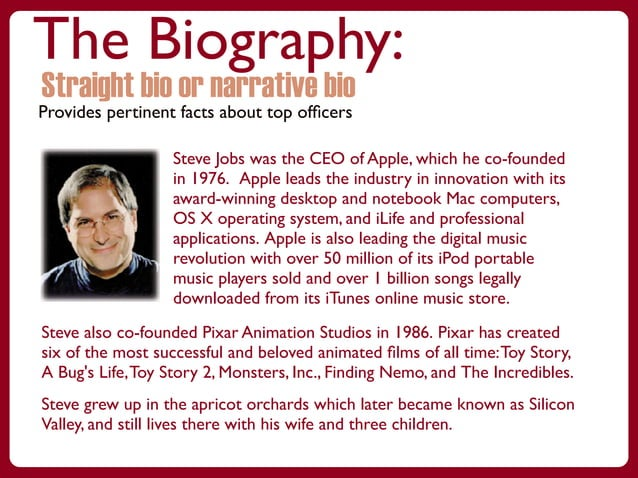 The Biography:
Straight bio or narrative bio
Provides pertinent facts about top officers
Steve Jobs was the CEO of Apple, which he co-founded
in 1976.  Apple leads the industry in innovation with its
award-winning desktop and notebook Mac computers,
OS X operating system, and iLife and professional
applications. Apple is also leading the digital music
revolution with over 50 million of its iPod portable
music players sold and over 1 billion songs legally
downloaded from its iTunes online music store.
Steve also co-founded Pixar Animation Studios in 1986. Pixar has created
six of the most successful and beloved animated films of all time: Toy Story,
A Bug's Life, Toy Story 2, Monsters, Inc., Finding Nemo, and The Incredibles.
Steve grew up in the apricot orchards which later became known as Silicon
Valley, and still lives there with his wife and three children.